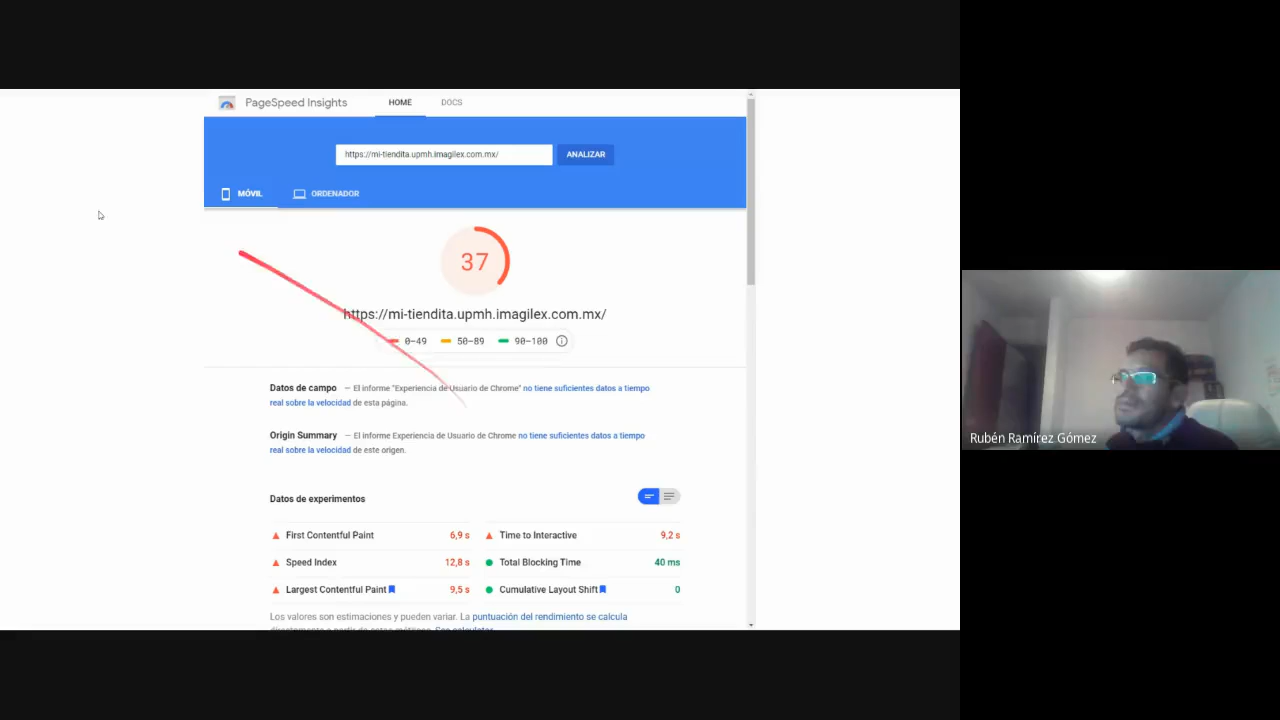 PageSpeed Insights HOME DOCS
https://mi-tiendita.upmh.imagilex.com.mx/ ANALIZAR
MÓVIL ORDENADOR
37
https://mi-tiendita.upmh.imagilex.com.mx/
0–49 50–89 90–100
Datos de campo — El informe "Experiencia de Usuario de Chrome" no tiene suficientes datos a tiempo
real sobre la velocidad de esta página.
Origin Summary — El informe Experiencia de Usuario de Chrome no tiene suficientes datos a tiempo
real sobre la velocidad de este origen.
Datos de experimentos
First Contentful Paint 6,9 s Time to Interactive 9,2 s
Speed Index 12,8 s Total Blocking Time 40 ms
Largest Contentful Paint 9,5 s Cumulative Layout Shift 0
Los valores son estimaciones y pueden variar. La puntuación del rendimiento se calcula
Rubén Ramírez Gómez